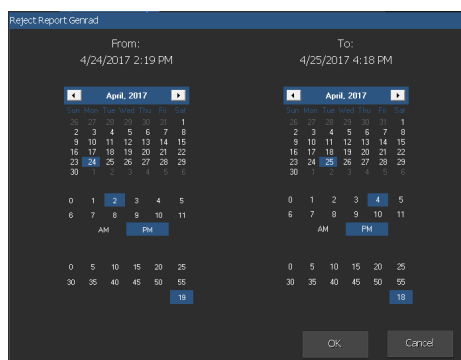 Reject Report Genrad
From:
4/24/2017 2:19 PM
April, 2017
Sun Mon Tue Wed Thu Fri Sat
26 27 28 29 30 31 1
2 3 4 5 6 7 8
9 10 11 12 13 14 15
16 17 18 19 20 21 22
23 24 25 26 27 28 29
30 1 2 3 4 5 6
0 1 2 3 4 5
6 7 8 9 10 11
AM PM
0 5 10 15 20 25
30 35 40 45 50 55
19
To:
4/25/2017 4:18 PM
April, 2017
Sun Mon Tue Wed Thu Fri Sat
26 27 28 29 30 31 1
2 3 4 5 6 7 8
9 10 11 12 13 14 15
16 17 18 19 20 21 22
23 24 25 26 27 28 29
30 1 2 3 4 5 6
0 1 2 3 4 5
6 7 8 9 10 11
AM PM
0 5 10 15 20 25
30 35 40 45 50 55
18
OK Cancel